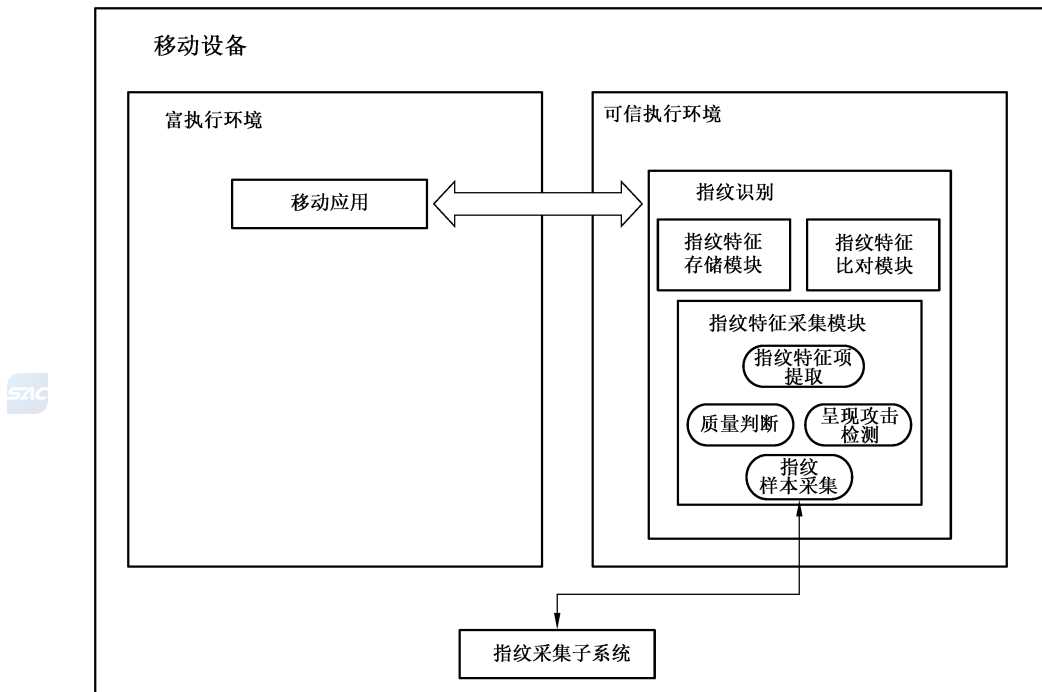 移动设备
富执行环境
可信执行环境
移动应用
指纹识别
指纹特征
存储模块
指纹特征
比对模块
指纹特征采集模块
指纹特征项
提取
质量判断
呈现攻击
检测
指纹
样本采集
指纹采集子系统
SAC